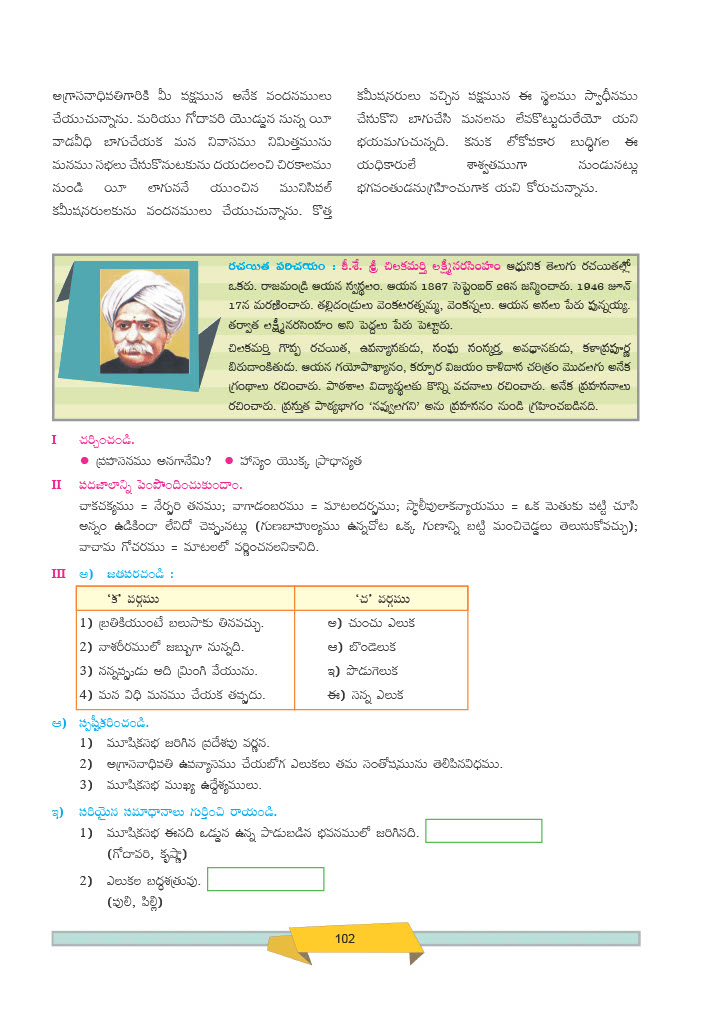 అగ్రాసనాధిపతిగారికి మీ పక్షమున అనేక వందనములు
చేయుచున్నాను. మఱియు గోదావరి యొడ్డున నున్న యీ
వాడవీధి బాగుచేయక మన నివాసము నిమిత్తమును
మనము సభలు చేసుకొనుటకును దయదలంచి చిరకాలము
నుండి యీ లాగుననే యుంచిన మునిసిపల్
కమీషనరులకును వందనములు చేయుచున్నాను. కొత్త
కమీషనరులు వచ్చిన పక్షమున ఈ స్థలము స్వాధీనము
చేసుకొని బాగుచేసి మనలను లేవకొట్టుదురేయో యని
భయమగుచున్నది. కనుక లోకోపకార బుద్ధిగల ఈ
యధికారులే శాశ్వతముగా నుండునట్లు
భగవంతుడనుగ్రహించుగాక యని కోరుచున్నాను.
రచయిత పరిచయం : కీ.శే. శ్రీ చిలకమర్తి లక్ష్మీనరసింహం ఆధునిక తెలుగు రచయితల్లో
ఒకరు. రాజమండ్రి ఆయన స్వస్థలం. ఆయన 1867 సెప్టెంబర్ 26న జన్మించారు. 1946 జూన్
17న మరణించారు. తల్లిదండ్రులు వెంకటరత్నమ్మ, వెంకన్నలు. ఆయన అసలు పేరు పున్నయ్య.
తర్వాత లక్ష్మీనరసింహం అని పెద్దలు పేరు పెట్టారు.
చిలకమర్తి గొప్ప రచయిత, ఉపన్యాసకుడు, సంఘ సంస్కర్త, అవధానకుడు, కళాప్రపూర్ణ
బిరుదాంకితుడు. ఆయన గయోపాఖ్యానం, కర్పూర విజయం కాళిదాస చరిత్రం మొదలగు అనేక
గ్రంథాలు రచించారు. పాఠశాల విద్యార్థులకు కొన్ని వచనాలు రచించారు. అనేక ప్రహసనాలు
రచించారు. ప్రస్తుత పాఠ్యభాగం ‘నవ్వులగని’ అను ప్రహసనం నుండి గ్రహించబడినది.
I చర్చించండి.
● ప్రహసనము అనగానేమి? ● హాస్యం యొక్క ప్రాధాన్యత
II పదజాలాన్ని పెంపొందించుకుందాం.
చాకచక్యము = నేర్పరి తనము; వాగాడంబరము = మాటలదర్పము; స్థాలీపులాకన్యాయము = ఒక మెతుకు పట్టి చూసి
అన్నం ఉడికిందా లేనిదో చెప్పునట్లు (గుణబాహుల్యము ఉన్నచోట ఒక్క గుణాన్ని బట్టి మంచిచెడ్డలు తెలుసుకోవచ్చు);
వాచామ గోచరము = మాటలలో వర్ణించనలనికానిది.
III అ) జతపరచండి :
‘క’ వర్గము ‘చ’ వర్గము
1) బ్రతికియుంటే బలుసాకు తినవచ్చు. అ) చుంచు ఎలుక
2) నాశరీరములో జబ్బుగా నున్నది. ఆ) బొండెలుక
3) నన్నప్పుడు అది మ్రింగి వేయును. ఇ) పొడుగెలుక
4) మన విధి మనము చేయక తప్పదు. ఈ) సన్న ఎలుక
ఆ) స్పష్టీకరించండి.
1) మూషికసభ జరిగిన ప్రదేశపు వర్ణన.
2) అగ్రాసనాధిపతి ఉపన్యాసము చేయబోగ ఎలుకలు తమ సంతోషమును తెలిపినవిధము.
3) మూషికసభ ముఖ్య ఉద్దేశ్యములు.
ఇ) సరియైన సమాధానాలు గుర్తించి రాయండి.
1) మూషికసభ ఈనది ఒడ్డున ఉన్న పాడుబడిన భవనములో జరిగినది.
(గోదావరి, కృష్ణా)
2) ఎలుకల బద్ధశత్రువు.
(పులి, పిల్లి)
102